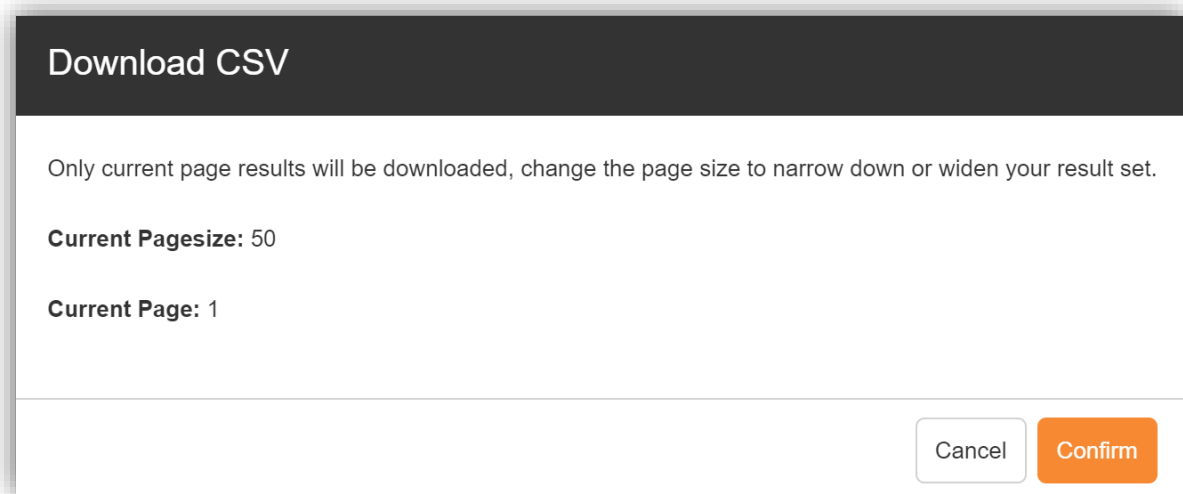 Download CSV
Only current page results will be downloaded, change the page size to narrow down or widen your result set.
Current Pagesize: 50
Current Page: 1
Cancel Confirm